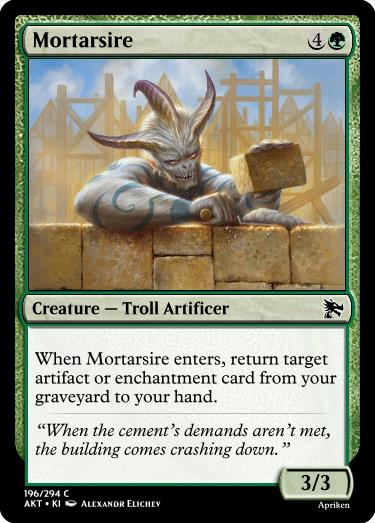 Mortarsire 4
Creature — Troll Artificer
When Mortarsire enters, return target
artifact or enchantment card from your
graveyard to your hand.
“When the cement’s demands aren’t met,
the building comes crashing down.”
3/3
196/294 C
AKT • KI Alexandr Elichev
Apriken